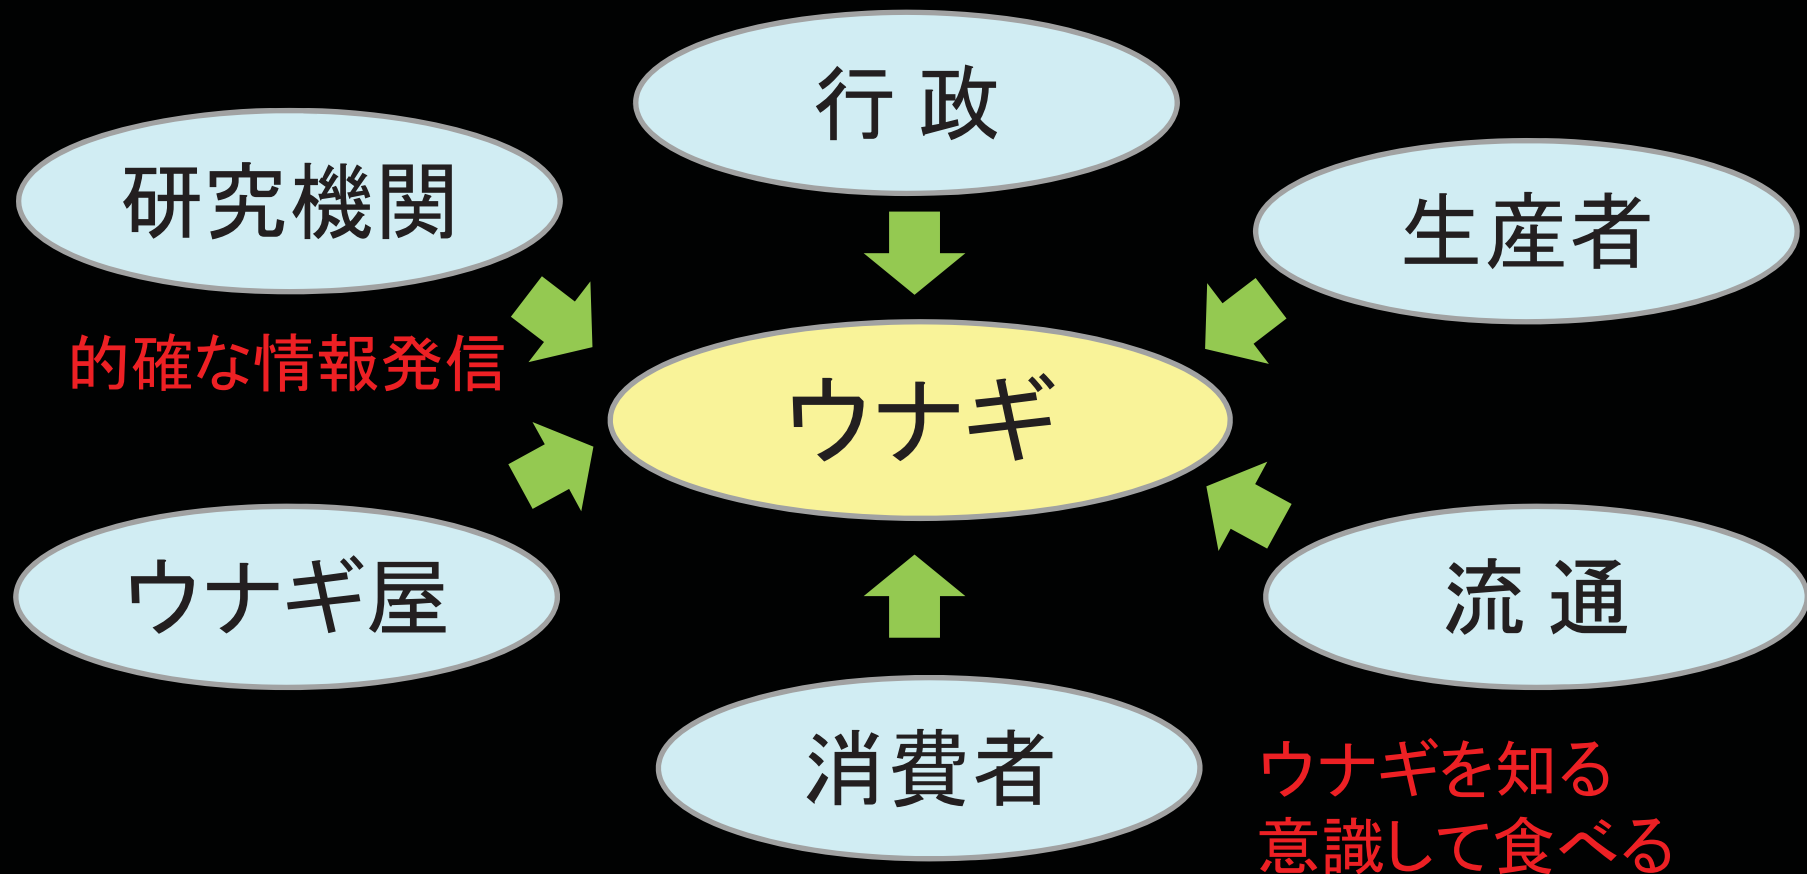 行 政
研究機関
生産者
的確な情報発信
ウナギ
ウナギ屋
流 通
消費者
ウナギを知る
意識して食べる